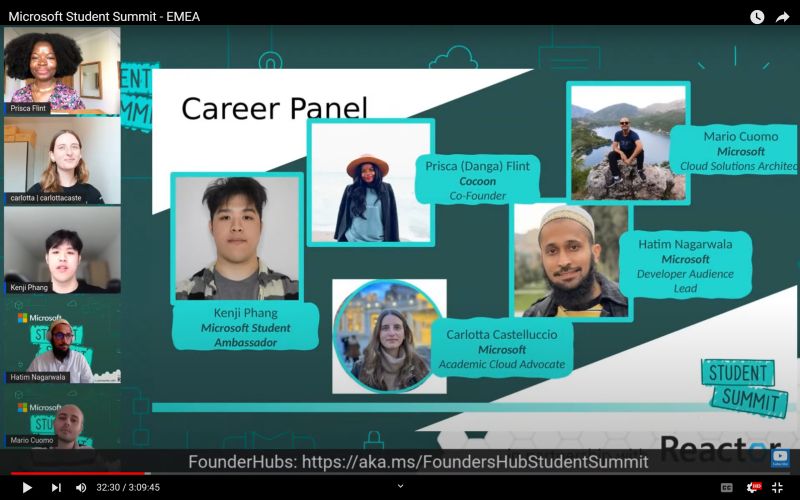 Microsoft Student Summit - EMEA
Prisca Flint
carlotta | carlottacaste
Kenji Phang
Microsoft
Hatim Nagarwala
Microsoft
Mario Cuomo
Career Panel
Kenji Phang
Microsoft Student
Ambassador
Prisca (Danga) Flint
Cocoon
Co-Founder
Carlotta Castelluccio
Microsoft
Academic Cloud Advocate
Mario Cuomo
Microsoft
Cloud Solutions Architec
Hatim Nagarwala
Microsoft
Developer Audience
Lead
STUDENT
SUMMIT
Reactor
FounderHubs: https://aka.ms/FoundersHubStudentSummit
32:30 / 3:09:45
CC
HD